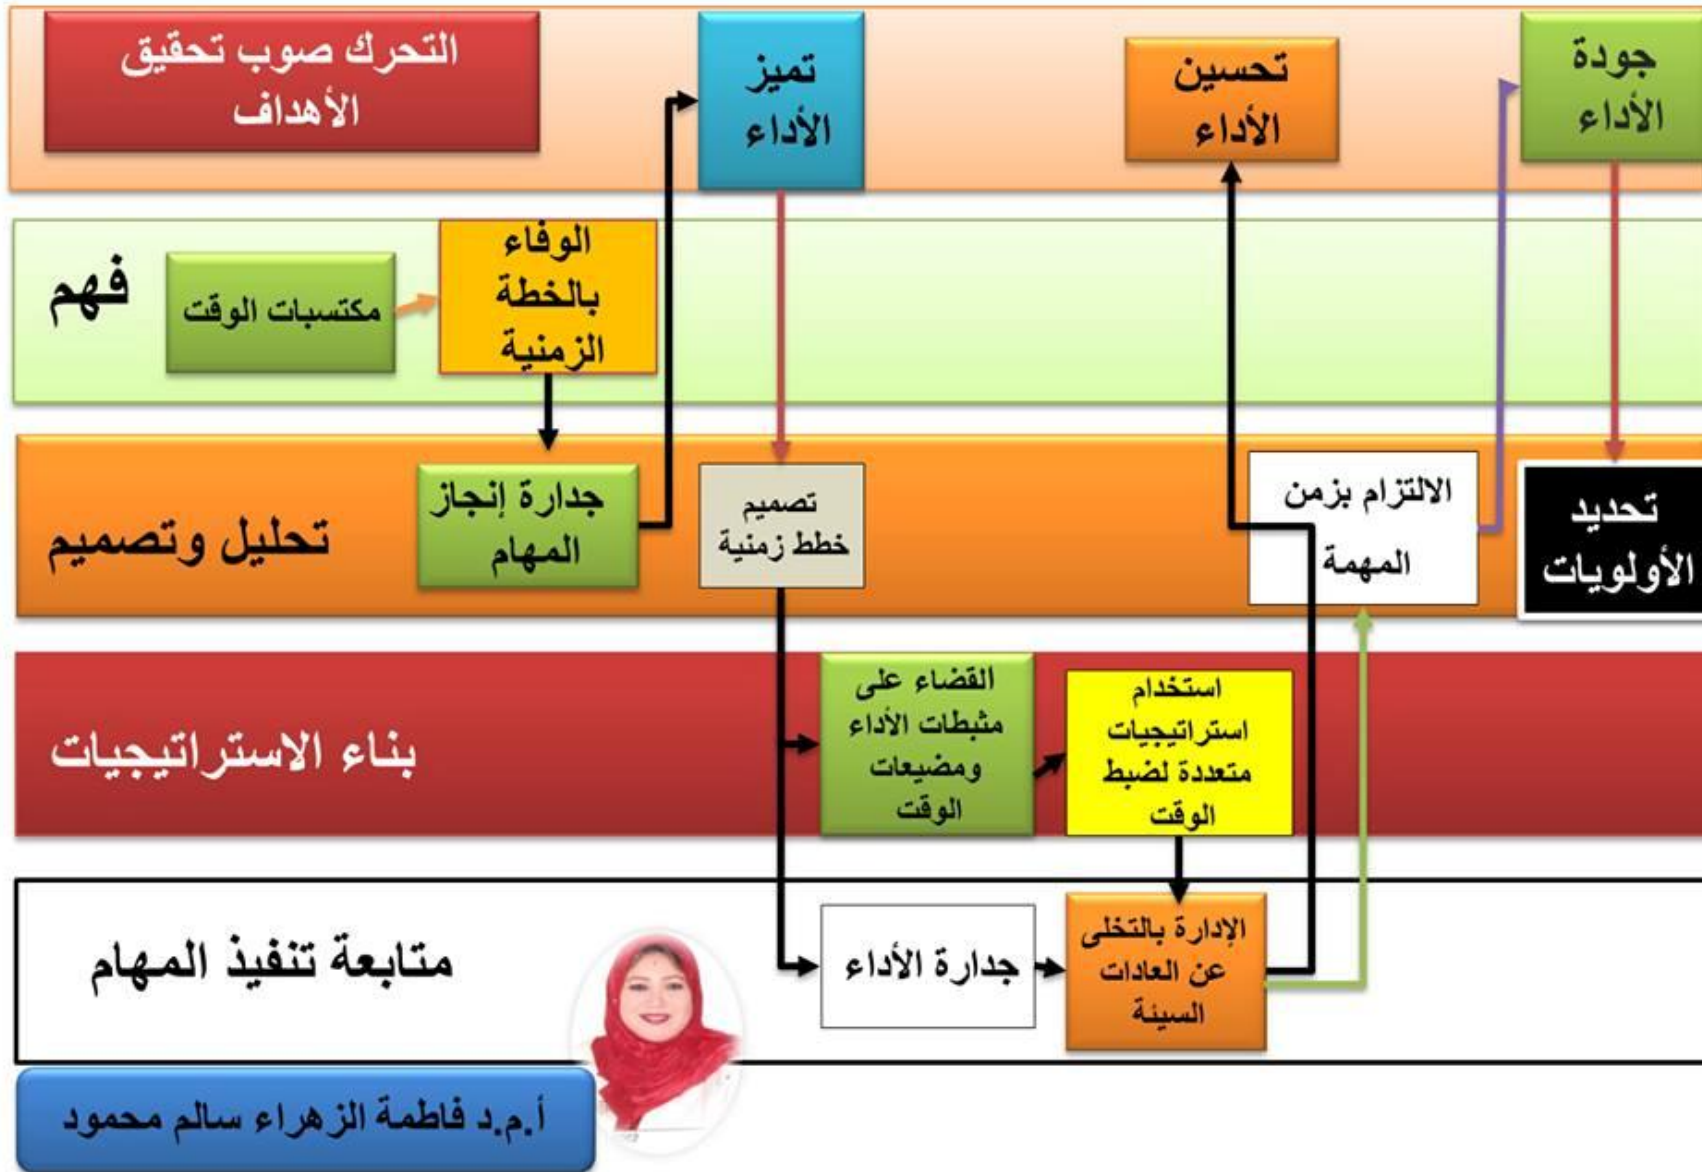 التحرك صوب تحقيق
الأهداف
تميز
الأداء
تحسين
الأداء
جودة
الأداء
فهم
مكتسبات الوقت
الوفاء
بالخطة
الزمنية
تحليل وتصميم
جدارة إنجاز
المهام
تصميم
خطط زمنية
الالتزام بزمن
المهمة
تحديد
الأولويات
بناء الاستراتيجيات
القضاء على
مثبطات الأداء
ومضيعات
الوقت
استخدام
استراتيجيات
متعددة لضبط
الوقت
متابعة تنفيذ المهام
جدارة الأداء
الإدارة بالتخلى
عن العادات
السيئة
أ.م.د فاطمة الزهراء سالم محمود